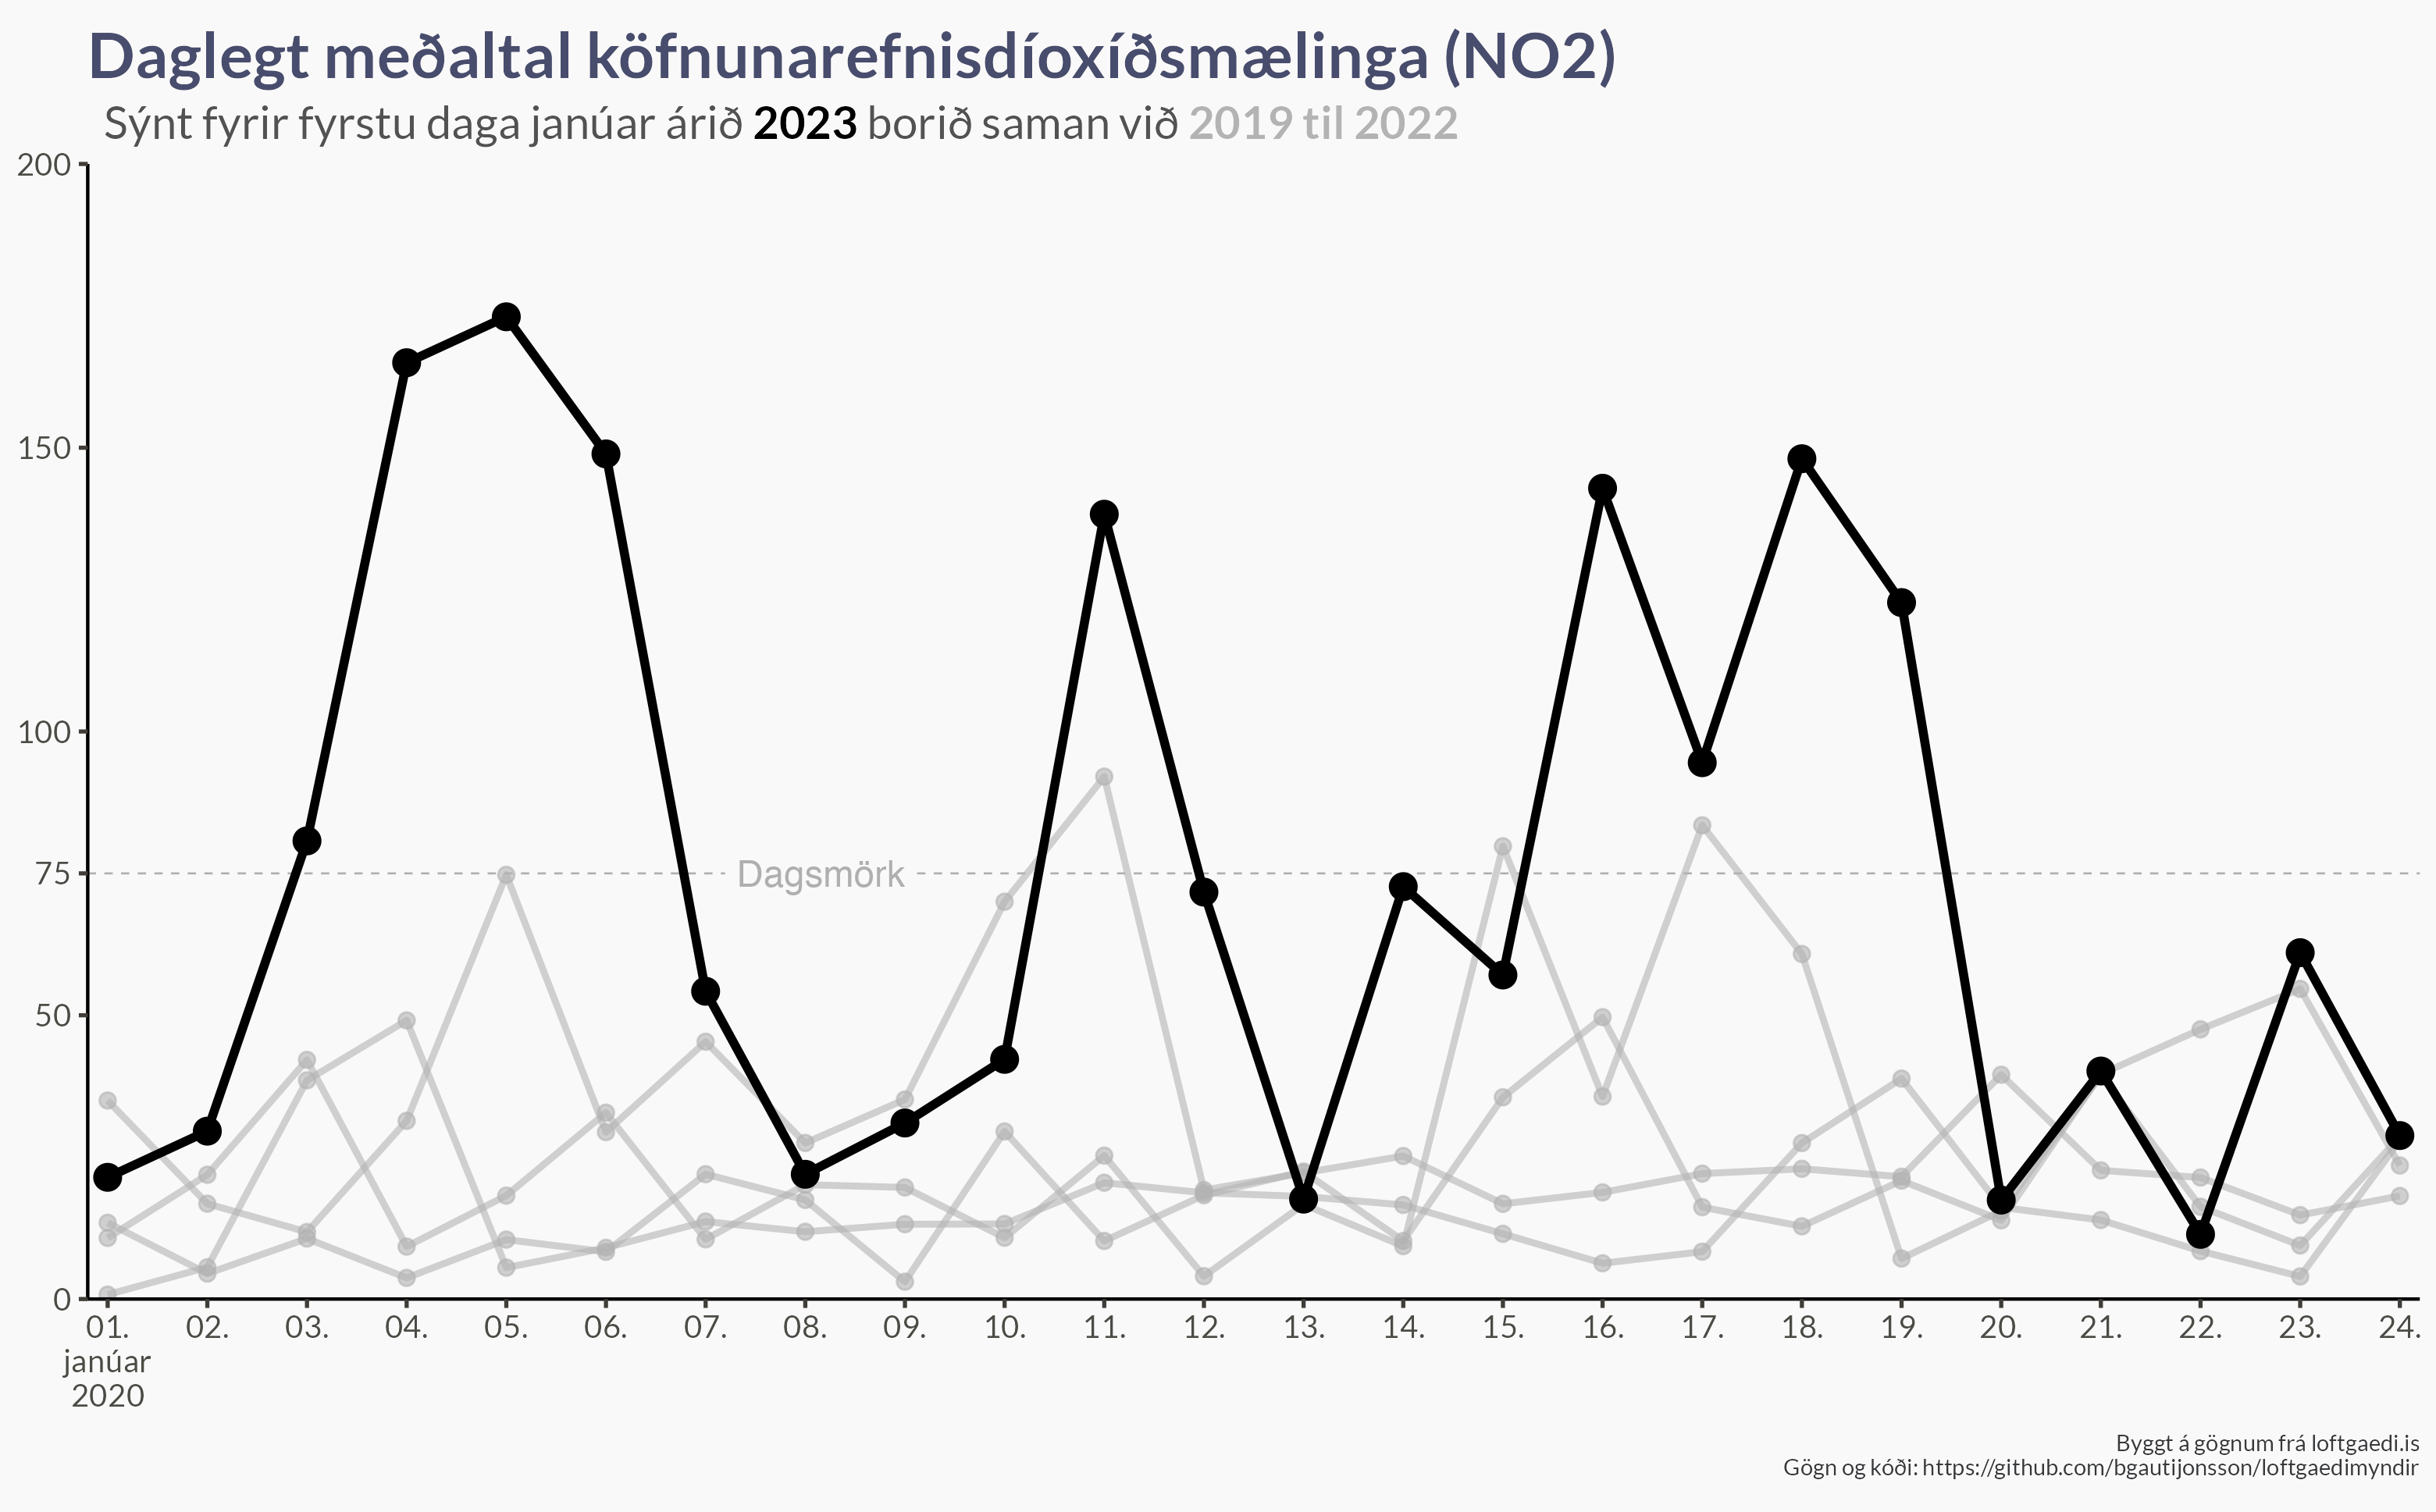 Daglegt meðaltal köfnunarefnisdíoxíðsmælinga (NO2)
Sýnt fyrir fyrstu daga janúar árið 2023 borið saman við 2019 til 2022
200
150
100
75
50
0
Dagsmörk
01. 02. 03. 04. 05. 06. 07. 08. 09. 10. 11. 12. 13. 14. 15. 16. 17. 18. 19. 20. 21. 22. 23. 24.
janúar
2020
Byggt á gögnum frá loftgaedi.is
Gögn og kóði: https://github.com/bgautijonsson/loftgaedimyndir